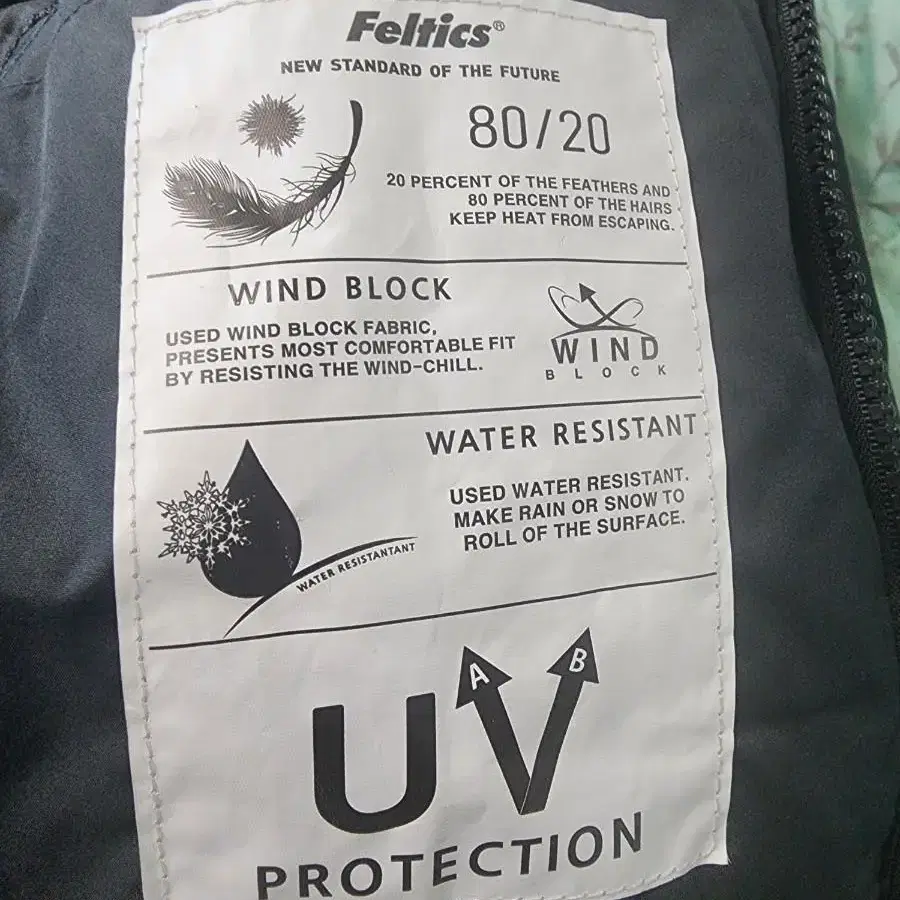 Feltics®
NEW STANDARD OF THE FUTURE
80/20
20 PERCENT OF THE FEATHERS AND
80 PERCENT OF THE HAIRS
KEEP HEAT FROM ESCAPING.
WIND BLOCK
USED WIND BLOCK FABRIC,
PRESENTS MOST COMFORTABLE FIT
BY RESISTING THE WIND-CHILL.
WIND
BLOCK
WATER RESISTANT
USED WATER RESISTANT.
MAKE RAIN OR SNOW TO
ROLL OF THE SURFACE.
WATER RESISTANTANT
A B
UV
PROTECTION